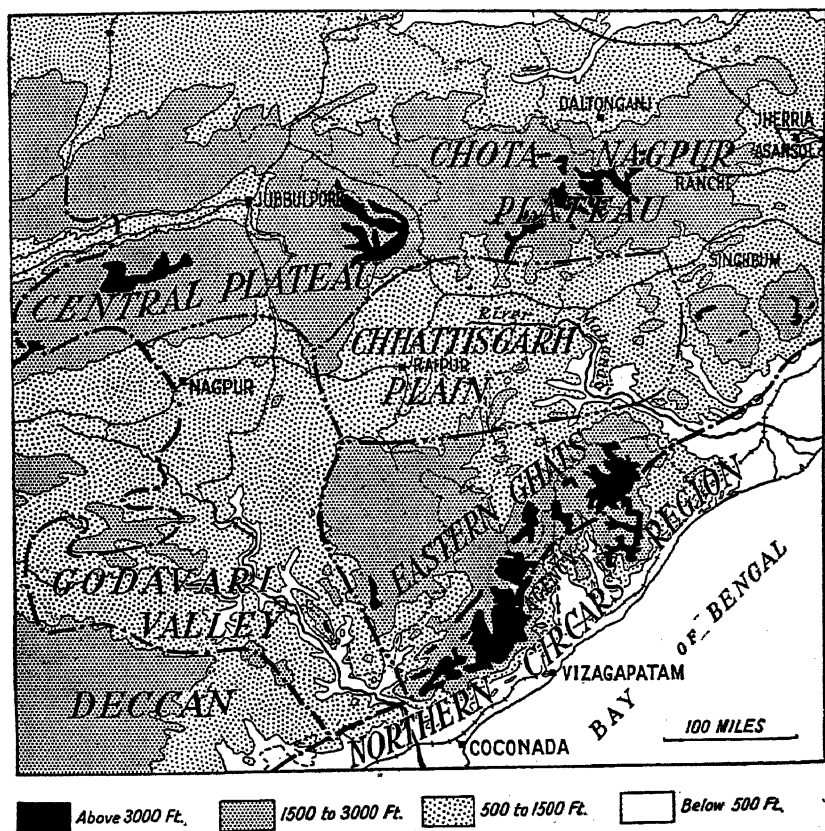 DALTONGANJ
JHERRIA
ASANSOL
CHOTA-NAGPUR
RANCHI
PLATEAU
JUBBULPORE
SINGHBUM
CENTRAL PLATEAU
River
CHHATTISGARH
RAIPUR
PLAIN
NAGPUR
EASTERN GHATS
GODAVARI
VALLEY
DECCAN
NORTHERN - CIRCARS REGION
BAY OF BENGAL
VIZAGAPATAM
COCONADA
100 MILES
Above 3000 Ft.
1500 to 3000 Ft.
500 to 1500 Ft.
Below 500 Ft.